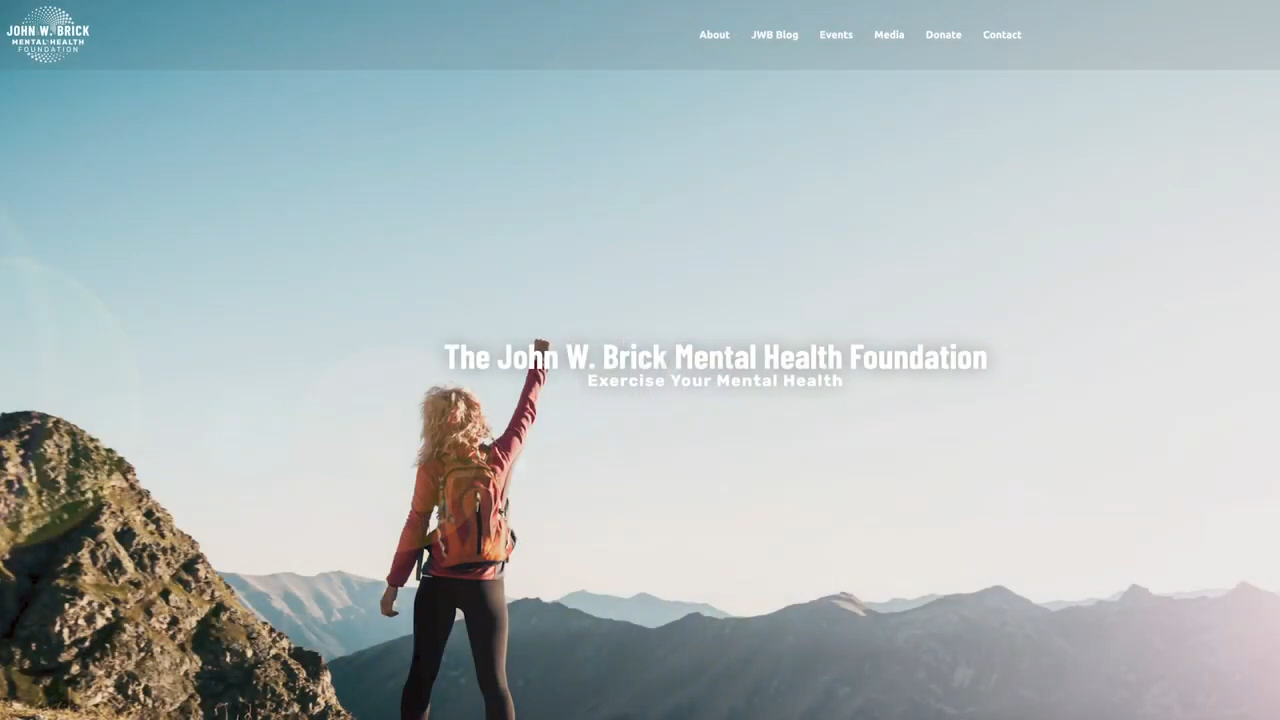 JOHN W. BRICK
MENTAL HEALTH
FOUNDATION
About JWB Blog Events Media Donate Contact
The John W. Brick Mental Health Foundation
Exercise Your Mental Health